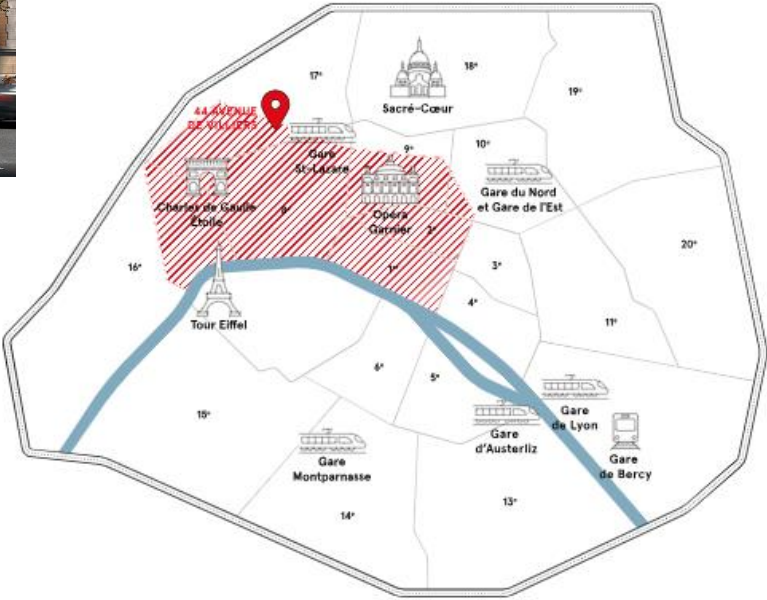 17e
18e
19e
Sacré-Cœur
44 AVENUE
DE VILLIERS
Gare
St-Lazare
9e
10e
Gare du Nord
et Gare de l'Est
Charles de Gaulle
Étoile
8e
Opéra
Garnier
2e
16e
1er
3e
20e
4e
Tour Eiffel
11e
6e
5e
15e
Gare
de Lyon
Gare
d'Austerliz
Gare
de Bercy
Gare
Montparnasse
13e
14e